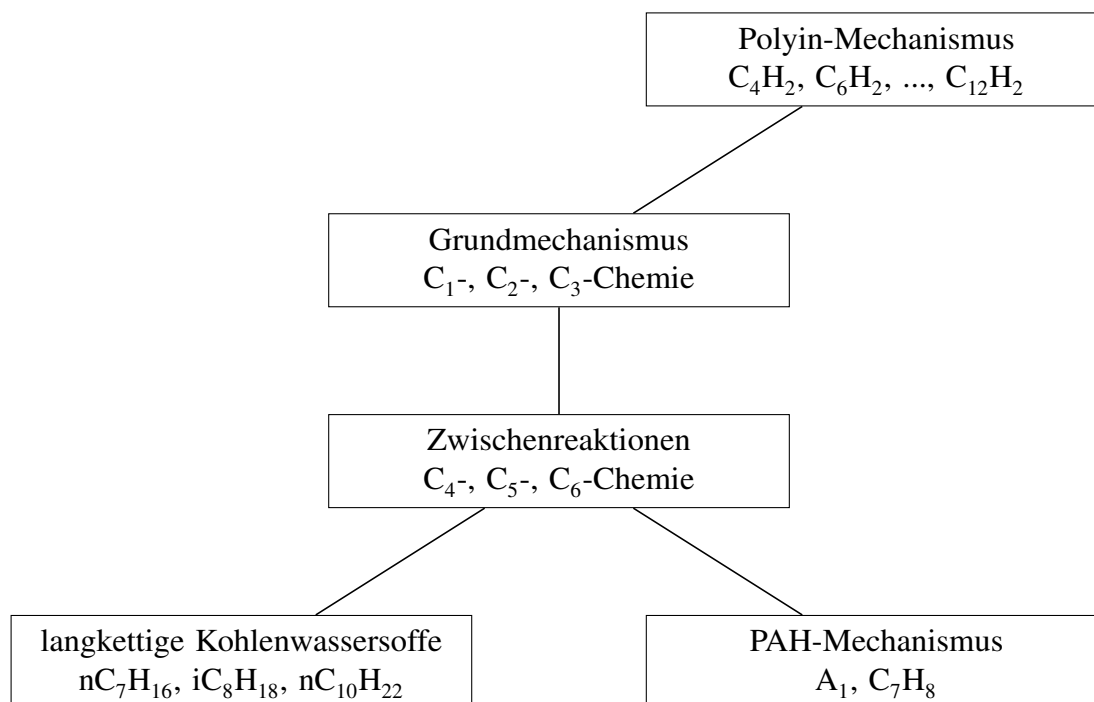 Polyin-Mechanismus
C₄H₂, C₆H₂, ..., C₁₂H₂
Grundmechanismus
C₁-, C₂-, C₃-Chemie
Zwischenreaktionen
C₄-, C₅-, C₆-Chemie
langkettige Kohlenwassersoffe
nC₇H₁₆, iC₈H₁₈, nC₁₀H₂₂
PAH-Mechanismus
A₁, C₇H₈